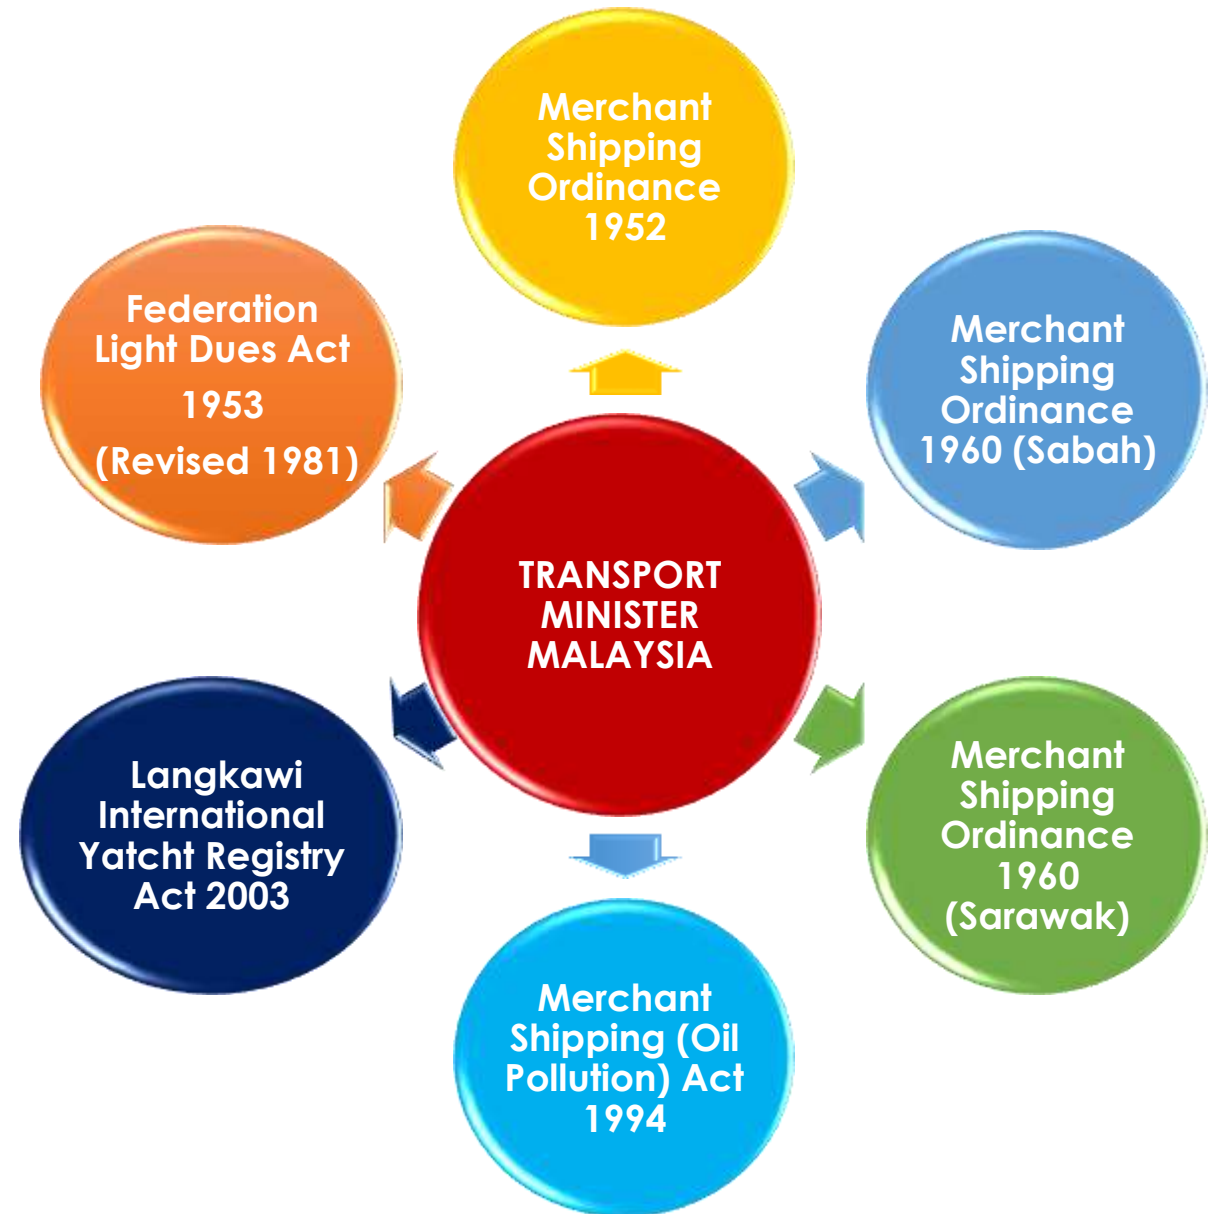 Merchant
Shipping
Ordinance
1952
Federation
Light Dues Act
1953
(Revised 1981)
Merchant
Shipping
Ordinance
1960 (Sabah)
TRANSPORT
MINISTER
MALAYSIA
Langkawi
International
Yatcht Registry
Act 2003
Merchant
Shipping
Ordinance
1960
(Sarawak)
Merchant
Shipping (Oil
Pollution) Act
1994